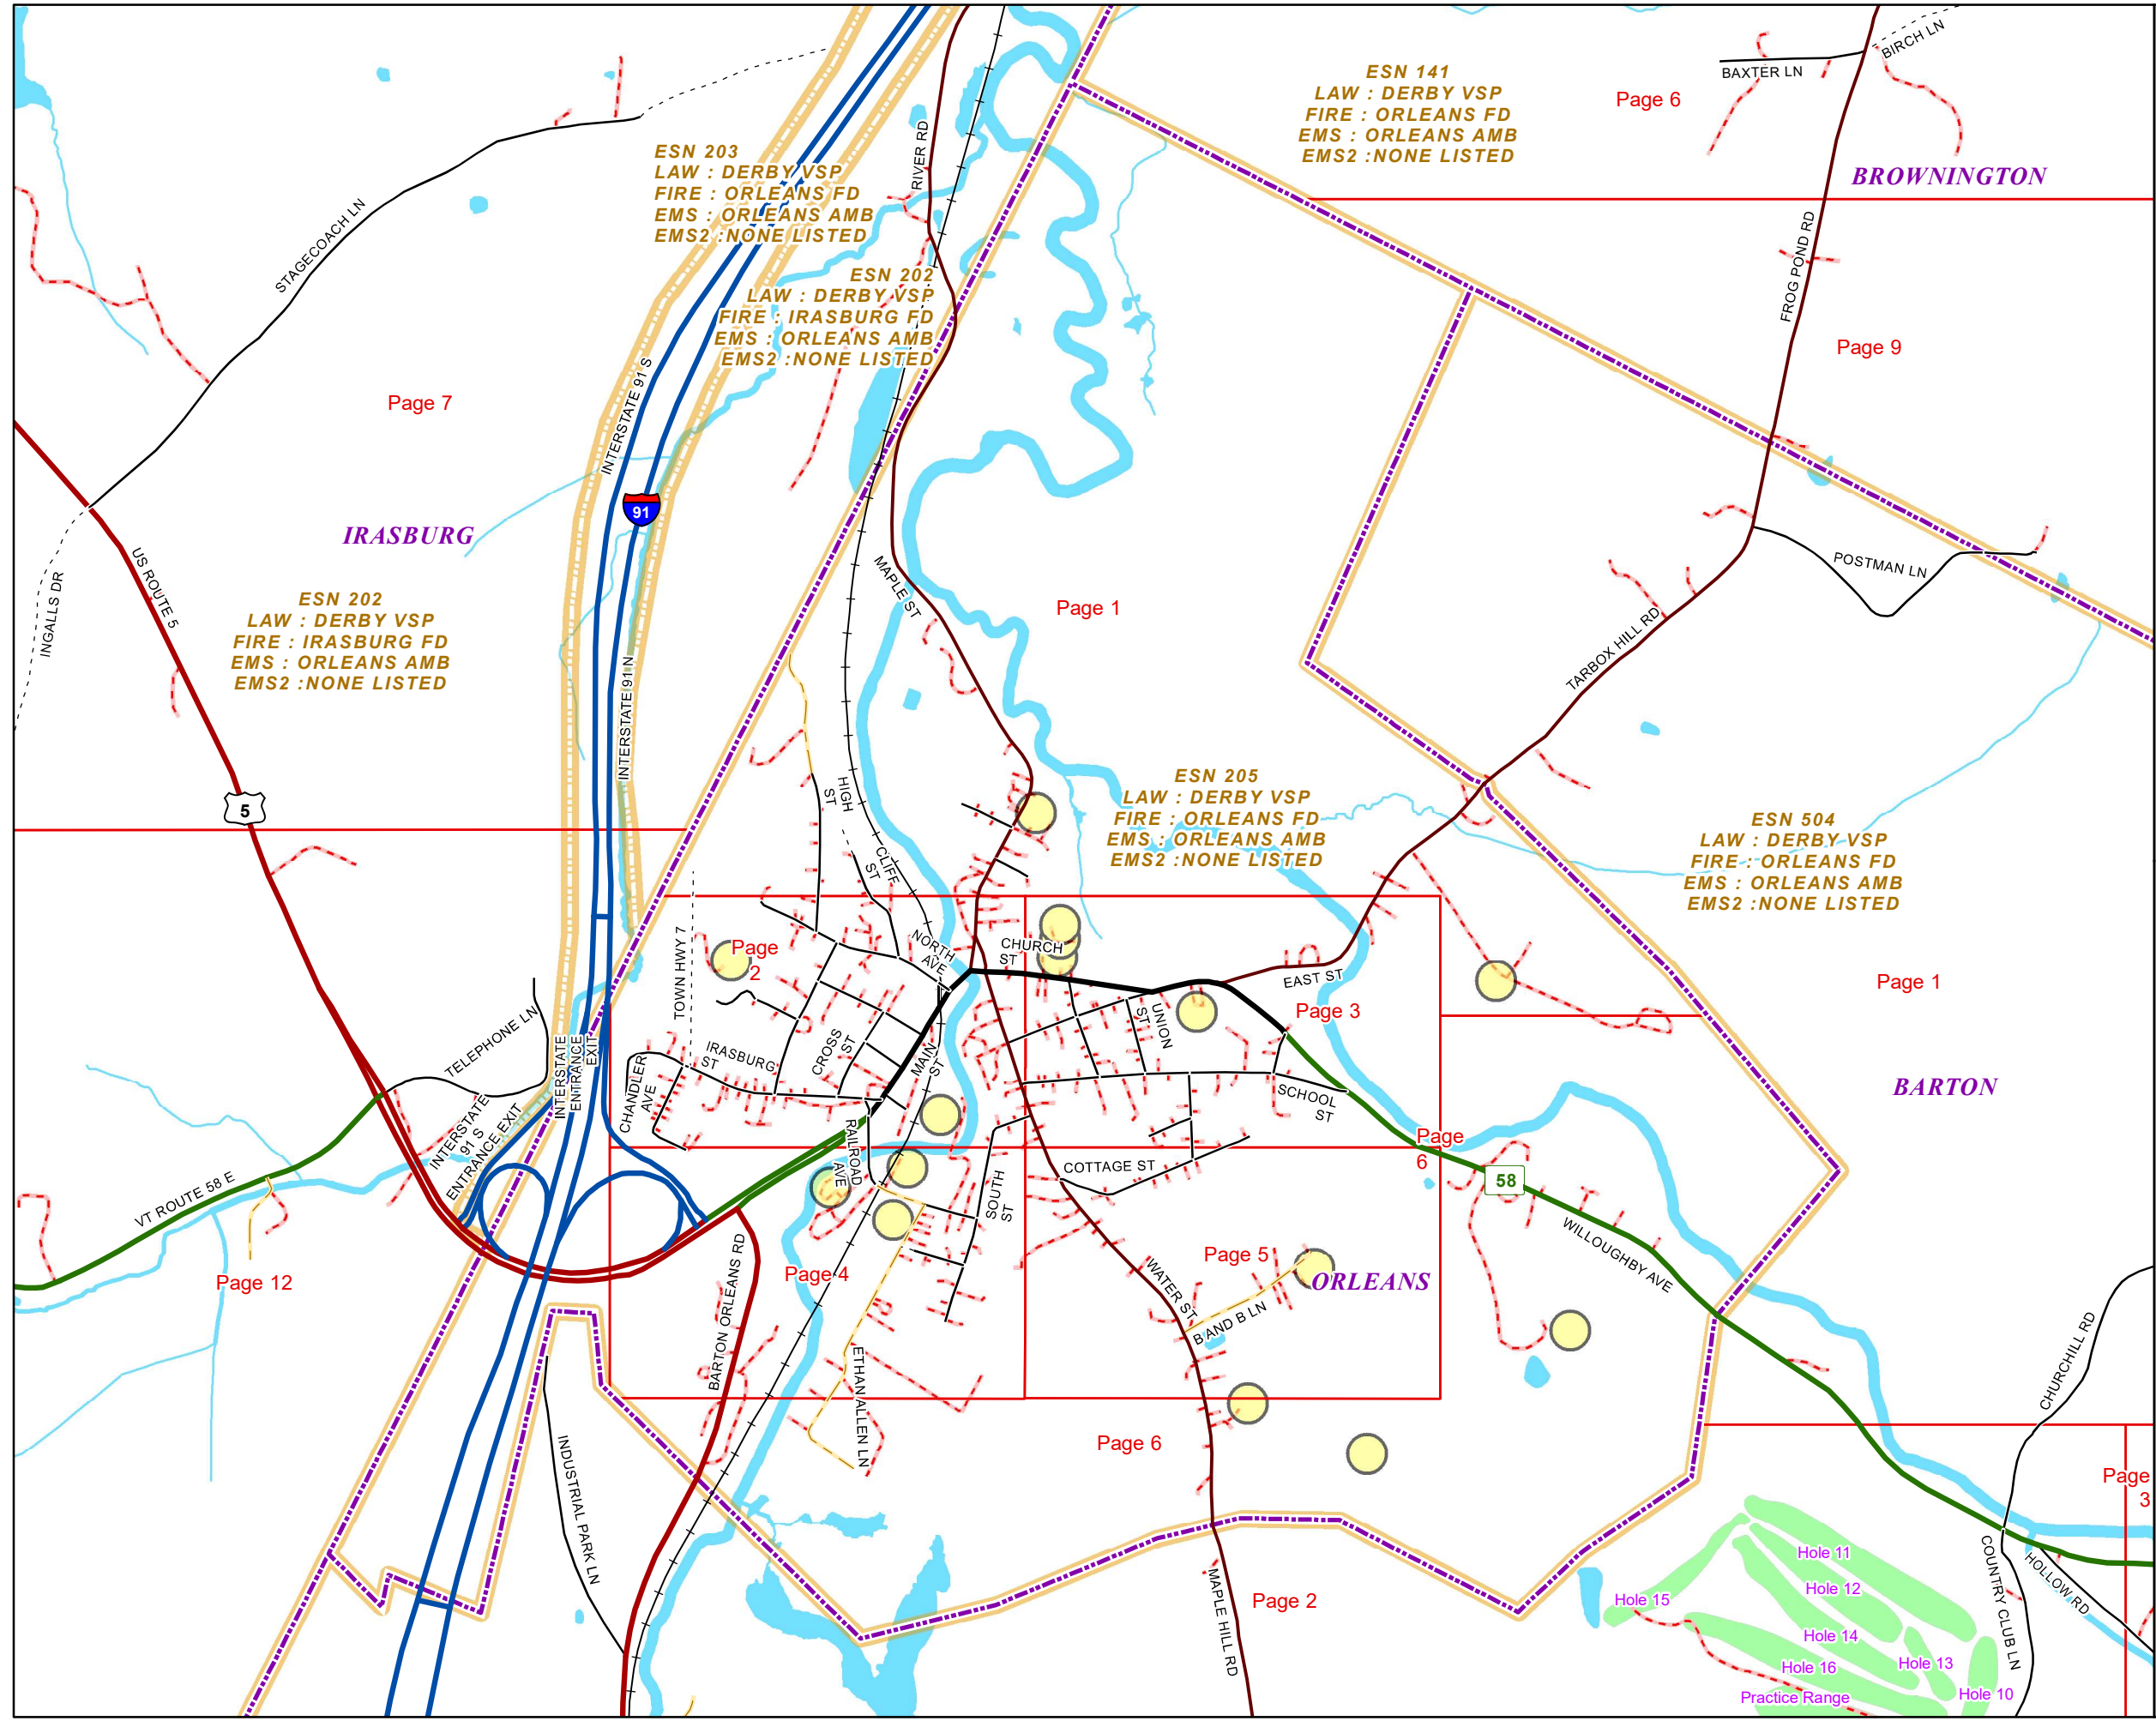 BIRCH LN
BAXTER LN
ESN 141
LAW : DERBY VSP
FIRE : ORLEANS FD
EMS : ORLEANS AMB
EMS2 :NONE LISTED
Page 6
BROWNINGTON
RIVER RD
ESN 203
LAW : DERBY VSP
FIRE : ORLEANS FD
EMS : ORLEANS AMB
EMS2 :NONE LISTED
STAGECOACH LN
FROG POND RD
ESN 202
LAW : DERBY VSP
FIRE : IRASBURG FD
EMS : ORLEANS AMB
EMS2 :NONE LISTED
Page 9
Page 7
INTERSTATE 91 S
91
IRASBURG
US ROUTE 5
INGALLS DR
ESN 202
LAW : DERBY VSP
FIRE : IRASBURG FD
EMS : ORLEANS AMB
EMS2 :NONE LISTED
MAPLE ST
Page 1
POSTMAN LN
TARBOX HILL RD
INTERSTATE 91 N
5
HIGH
ST
CLIFF
ST
ESN 205
LAW : DERBY VSP
FIRE : ORLEANS FD
EMS : ORLEANS AMB
EMS2 :NONE LISTED
ESN 504
LAW : DERBY VSP
FIRE : ORLEANS FD
EMS : ORLEANS AMB
EMS2 :NONE LISTED
Page
2
NORTH
AVE
CHURCH
ST
TOWN HWY 7
EAST ST
Page 3
Page 1
UNION
ST
TELEPHONE LN
INTERSTATE
ENTRANCE
EXIT
IRASBURG
ST
CROSS
ST
MAIN
ST
CHANDLER
AVE
SCHOOL
ST
BARTON
INTERSTATE
91 S
ENTRANCE EXIT
RAILROAD
AVE
COTTAGE ST
SOUTH
ST
Page
6
58
VT ROUTE 58 E
WILLOUGHBY AVE
Page 12
Page 4
Page 5
ORLEANS
WATER ST
B AND B LN
BARTON ORLEANS RD
ETHAN ALLEN LN
CHURCHILL RD
INDUSTRIAL PARK LN
Page 6
Page
3
Hole 11
Hole 12
Hole 15
Hole 14
Hole 16
Hole 13
Hole 10
Practice Range
Page 2
MAPLE HILL RD
COUNTRY CLUB LN
HOLLOW RD